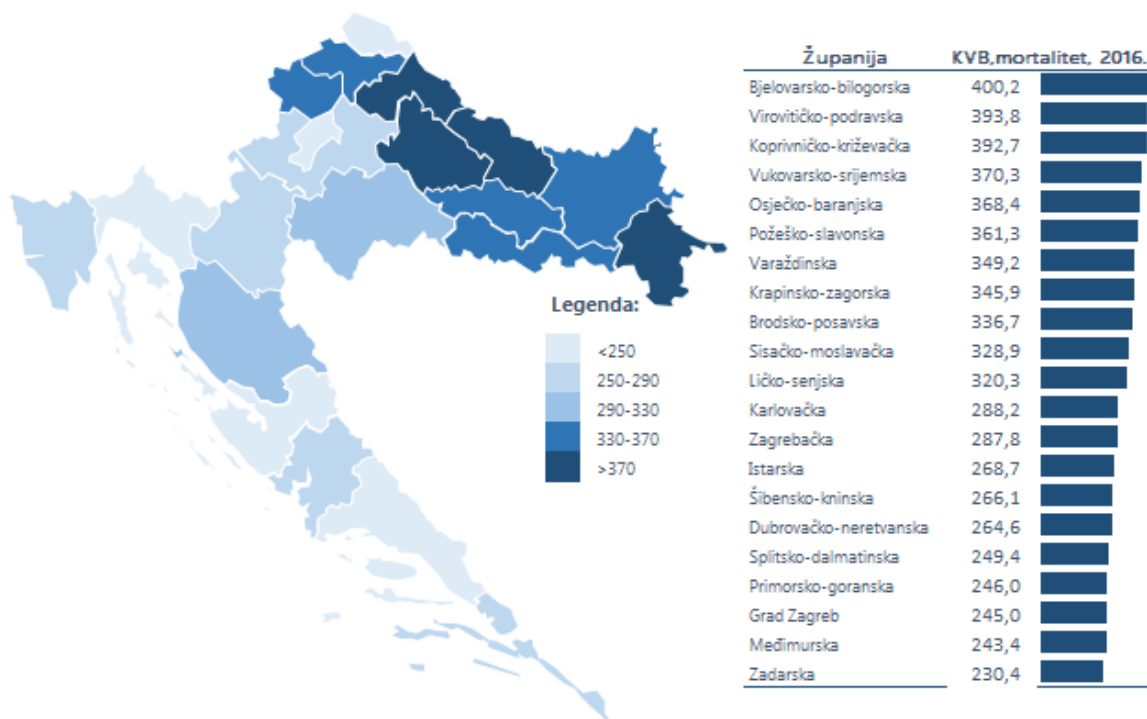 Županija KVB,mortalitet, 2016.
Bjelovarsko-bilogorska 400,2
Virovitičko-podravska 393,8
Koprivničko-križevačka 392,7
Vukovarsko-srijemska 370,3
Osječko-baranjska 368,4
Požeško-slavonska 361,3
Varaždinska 349,2
Krapinsko-zagorska 345,9
Brodsko-posavska 336,7
Sisačko-moslavačka 328,9
Ličko-senjska 320,3
Karlovačka 288,2
Zagrebačka 287,8
Istarska 268,7
Šibensko-kninska 266,1
Dubrovačko-neretvanska 264,6
Splitsko-dalmatinska 249,4
Primorsko-goranska 246,0
Grad Zagreb 245,0
Međimurska 243,4
Zadarska 230,4
Legenda:
<250
250-290
290-330
330-370
>370